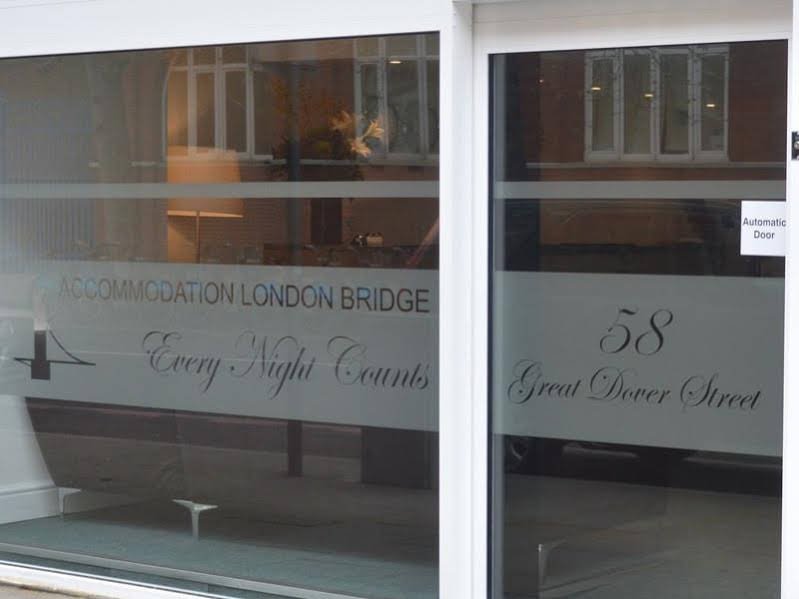 ACCOMMODATION LONDON BRIDGE
Every Night Counts
Automatic
Door
58
Great Dover Street